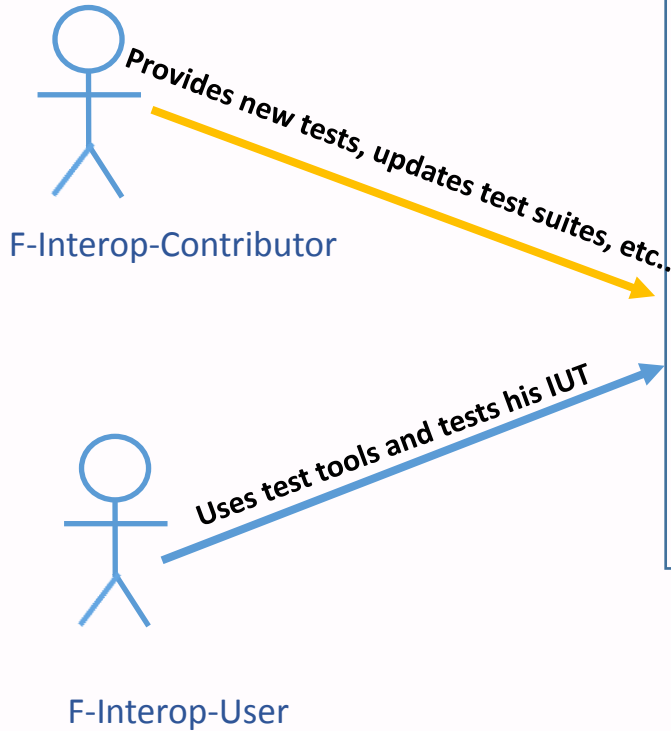 Provides new tests, updates test suites, etc..
F-Interop-Contributor
Uses test tools and tests his IUT
F-Interop-User